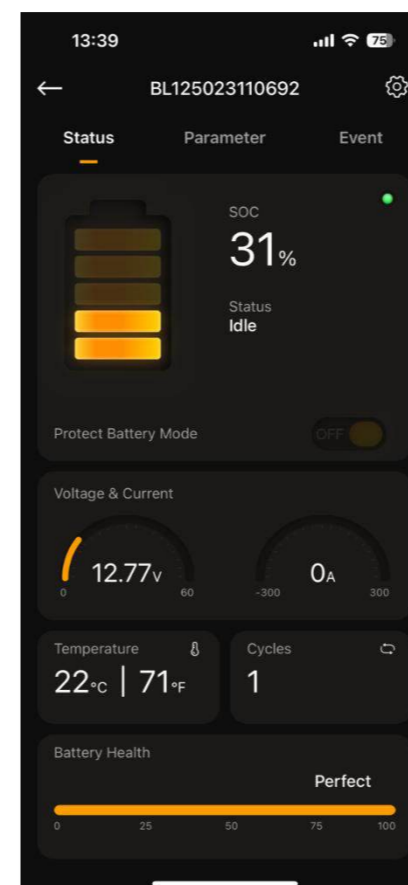 13:39 75
BL125023110692
Status Parameter Event
SOC
31%
Status
Idle
Protect Battery Mode OFF
Voltage & Current
12.77V 0A
0 60 -300 300
Temperature Cycles
22°C | 71°F 1
Battery Health
Perfect
0 25 50 75 100